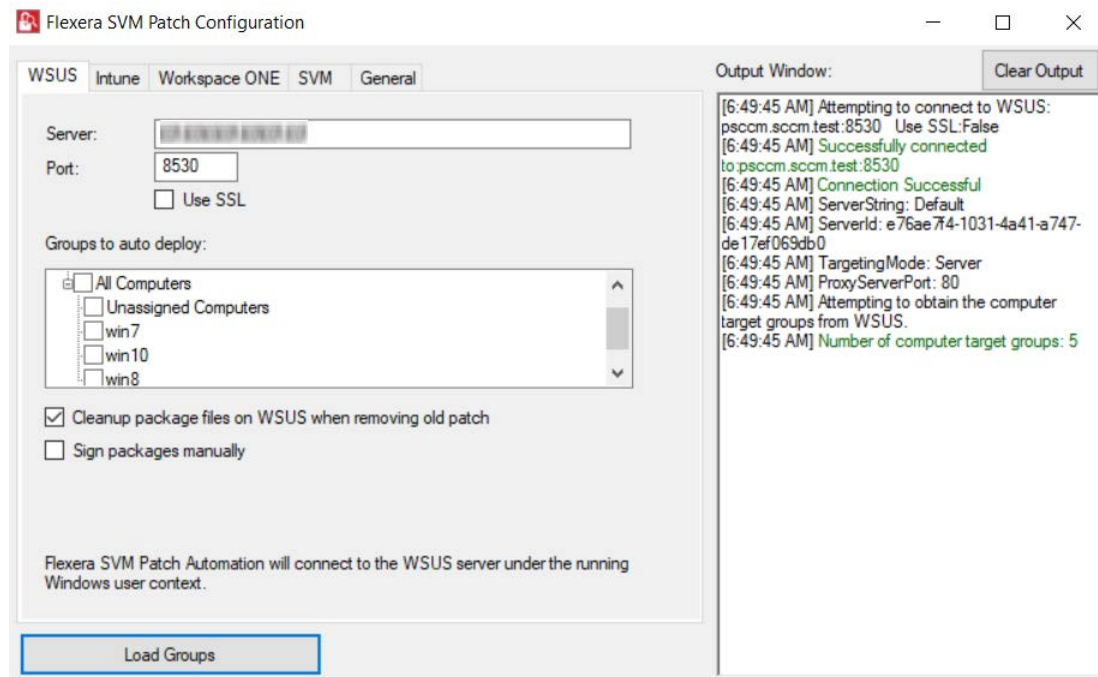 Flexera SVM Patch Configuration
WSUS Intune Workspace ONE SVM General
Server:
Port: 8530
Use SSL
Groups to auto deploy:
All Computers
Unassigned Computers
win7
win10
win8
Cleanup package files on WSUS when removing old patch
Sign packages manually
Flexera SVM Patch Automation will connect to the WSUS server under the running
Windows user context.
Load Groups
Output Window: Clear Output
[6:49:45 AM] Attempting to connect to WSUS:
psccm.sccm.test:8530 Use SSL:False
[6:49:45 AM] Successfully connected
to:psccm.sccm.test:8530
[6:49:45 AM] Connection Successful
[6:49:45 AM] ServerString: Default
[6:49:45 AM] ServerId: e76ae7f4-1031-4a41-a747-
de17ef069db0
[6:49:45 AM] TargetingMode: Server
[6:49:45 AM] ProxyServerPort: 80
[6:49:45 AM] Attempting to obtain the computer
target groups from WSUS.
[6:49:45 AM] Number of computer target groups: 5